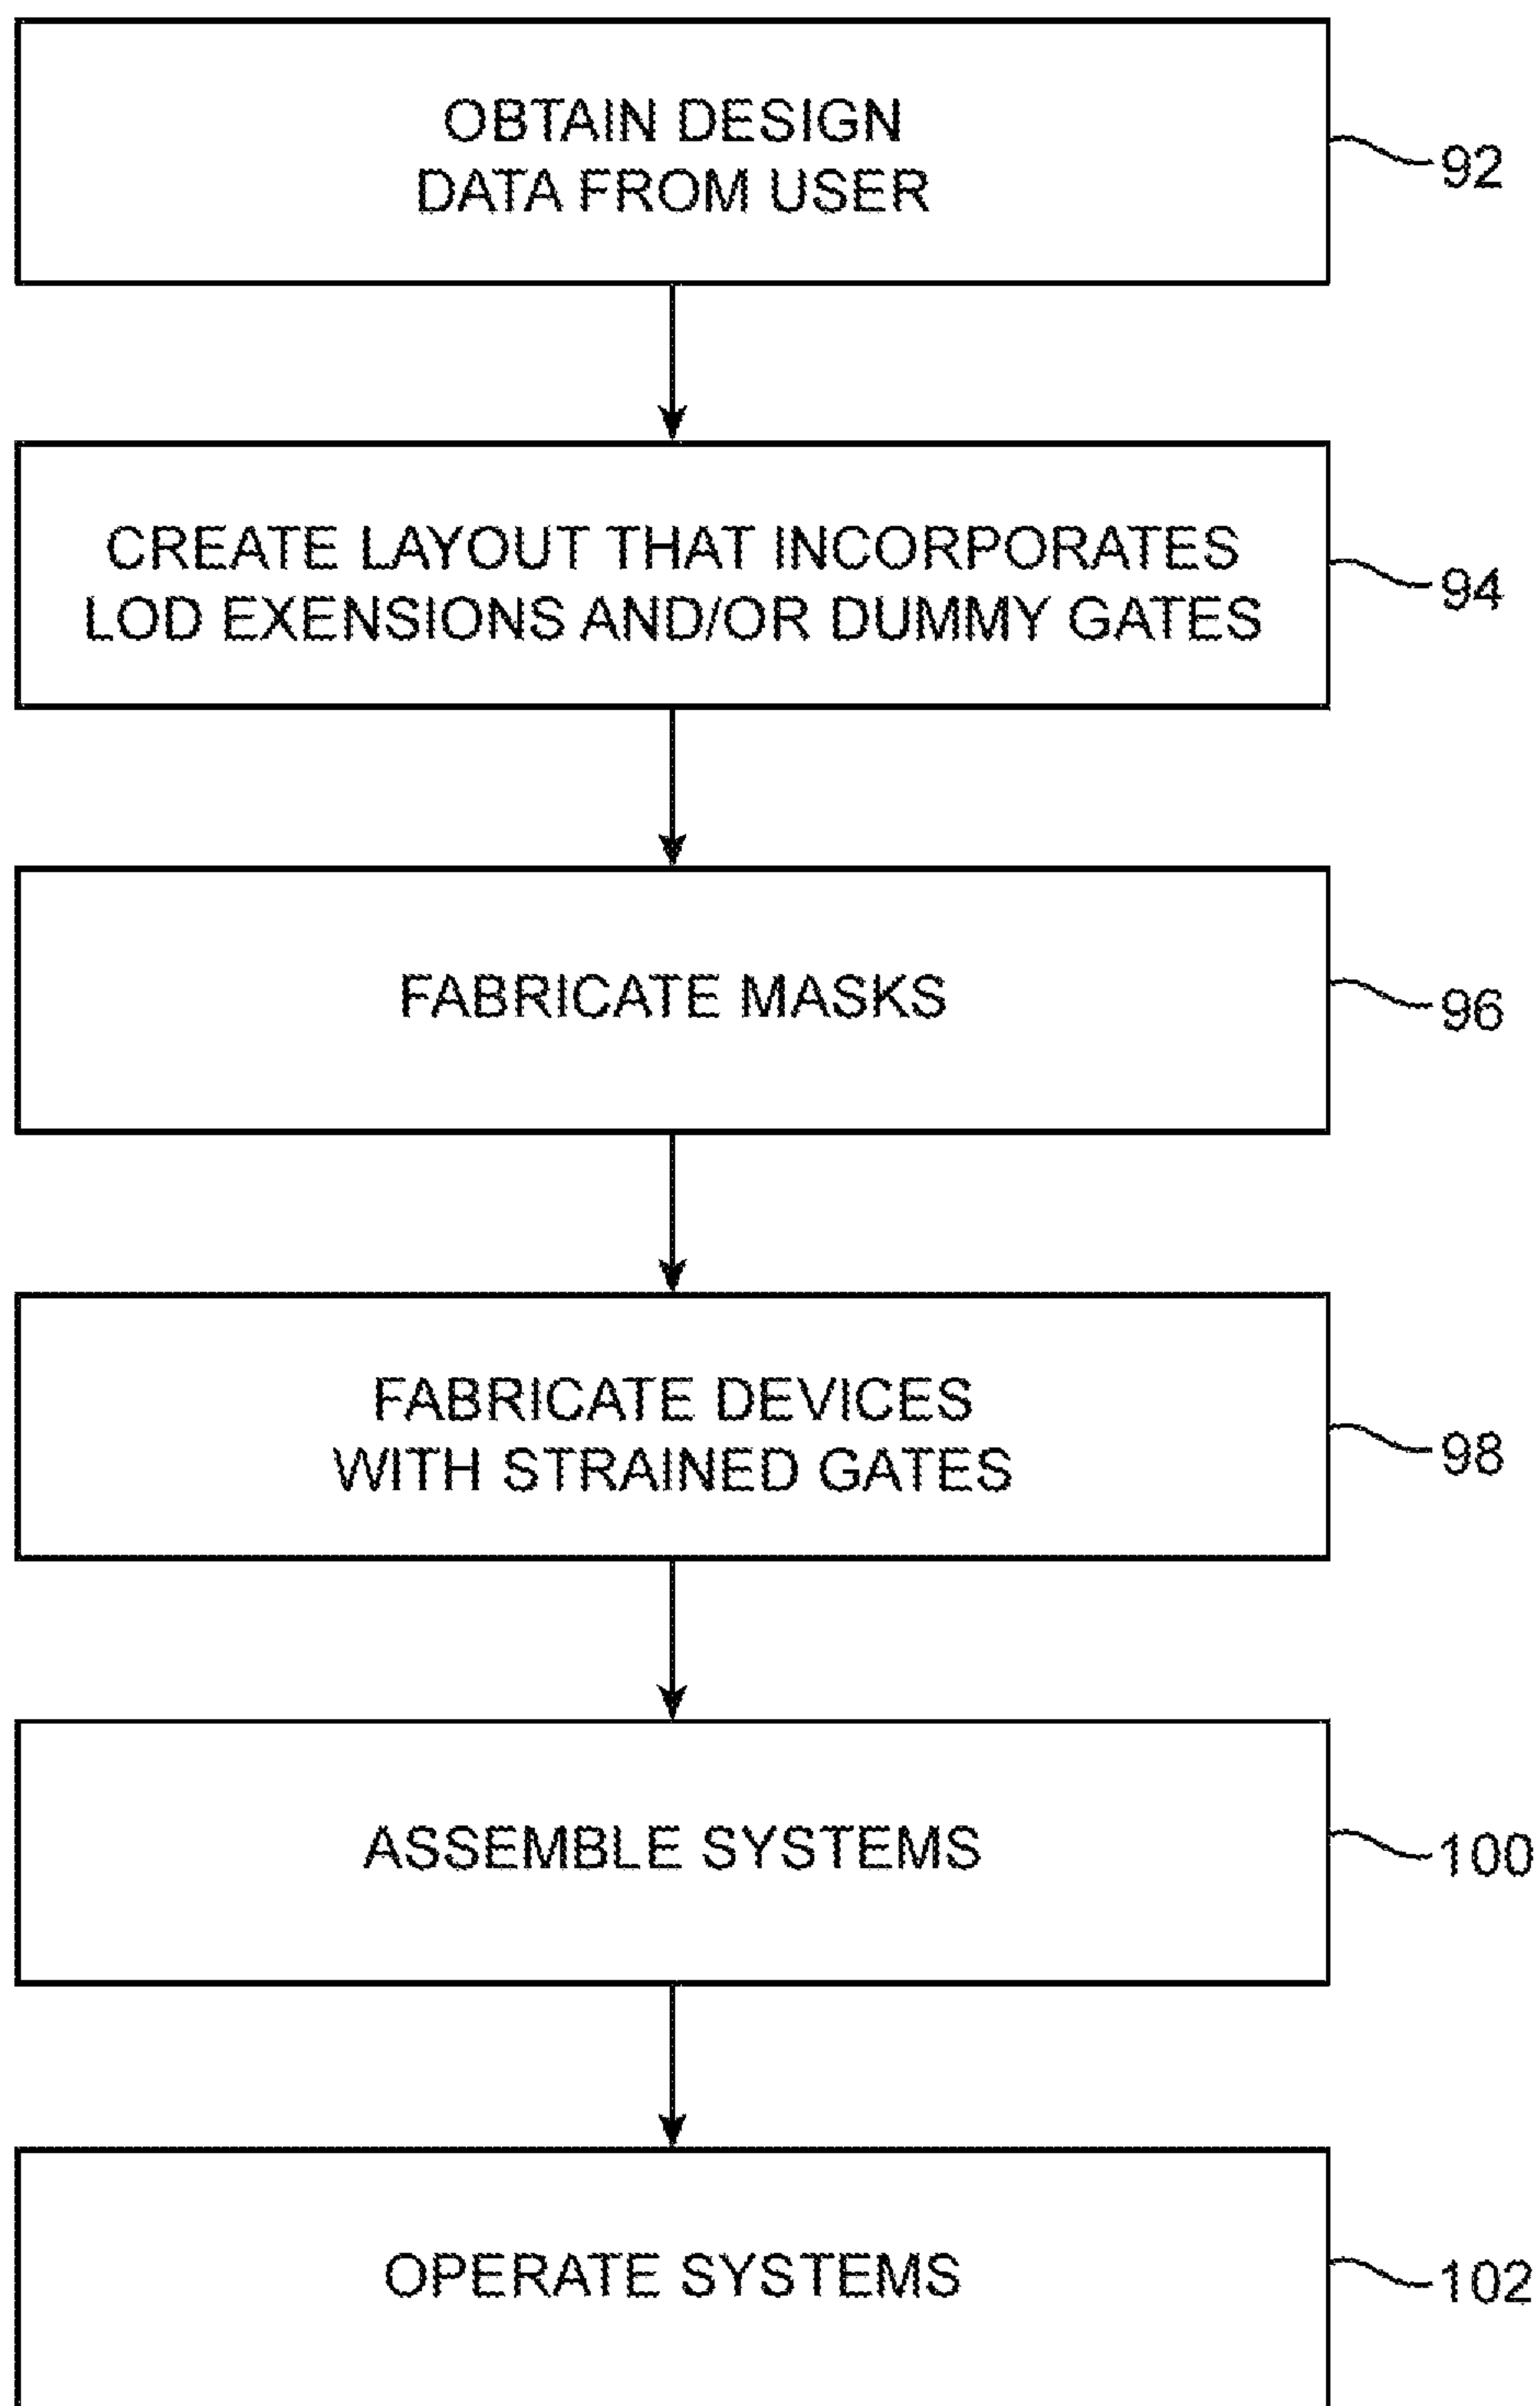 OBTAIN DESIGN
DATA FROM USER
92
CREATE LAYOUT THAT INCORPORATES
LOD EXENSIONS AND/OR DUMMY GATES
94
FABRICATE MASKS
96
FABRICATE DEVICES
WITH STRAINED GATES
98
ASSEMBLE SYSTEMS
100
OPERATE SYSTEMS
102